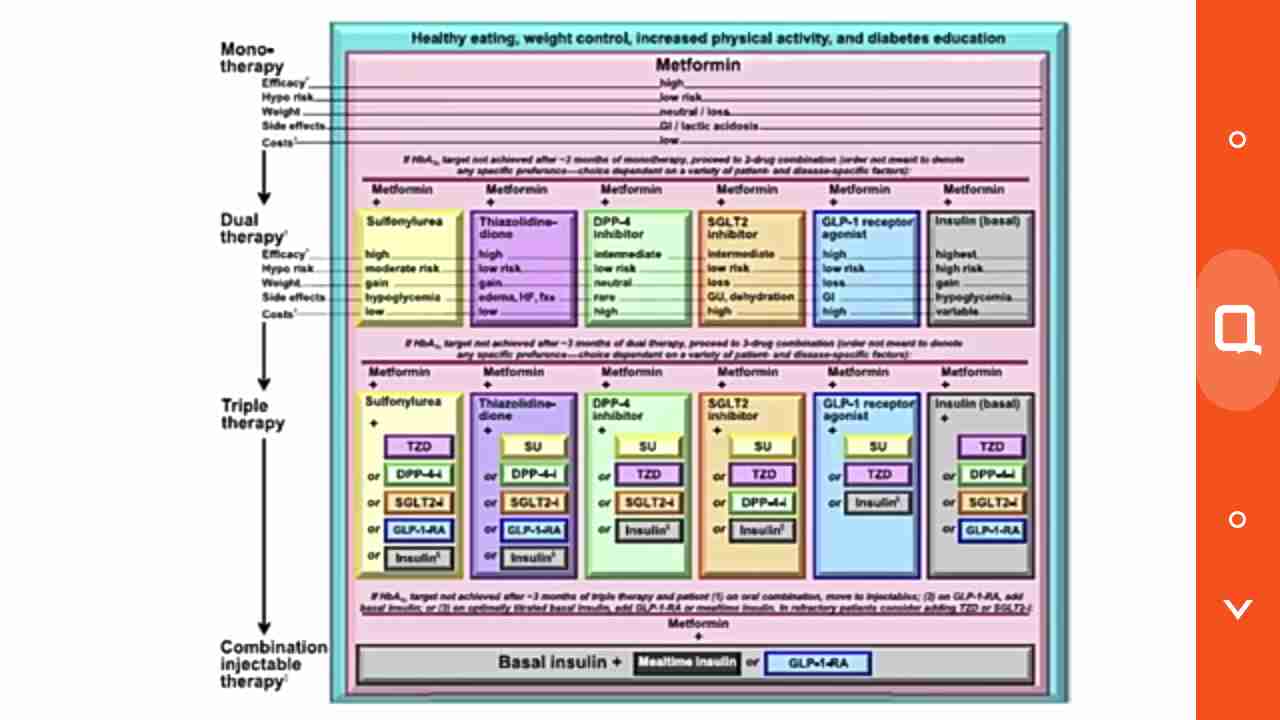 Healthy eating, weight control, increased physical activity, and diabetes education
Mono-
therapy
Metformin
Efficacy* high
Hypo risk low risk
Weight neutral / loss
Side effects GI / lactic acidosis
Costs* low
If HbA1c target not achieved after ~3 months of monotherapy, proceed to 2-drug combination (order not meant to denote
any specific preference—choice dependent on a variety of patient- and disease-specific factors):
Metformin Metformin Metformin Metformin Metformin Metformin
+ + + + + +
Dual
therapy†
Sulfonylurea
Thiazolidine-
dione
DPP-4
inhibitor
SGLT2
inhibitor
GLP-1 receptor
agonist
Insulin (basal)
Efficacy* high high intermediate intermediate high highest
Hypo risk moderate risk low risk low risk low risk low risk high risk
Weight gain gain neutral loss loss gain
Side effects hypoglycemia edema, HF, fxs rare GU, dehydration GI hypoglycemia
Costs* low low high high high variable
If HbA1c target not achieved after ~3 months of dual therapy, proceed to 3-drug combination (order not meant to denote
any specific preference—choice dependent on a variety of patient- and disease-specific factors):
Metformin Metformin Metformin Metformin Metformin Metformin
+ + + + + +
Triple
therapy
Sulfonylurea
+
TZD
or DPP-4-i
or SGLT2-i
or GLP-1-RA
or Insulin§
Thiazolidine-
dione
+
SU
or DPP-4-i
or SGLT2-i
or GLP-1-RA
or Insulin§
DPP-4
inhibitor
+
SU
or TZD
or SGLT2-i
or Insulin§
SGLT2
inhibitor
+
SU
or TZD
or DPP-4-i
or Insulin§
GLP-1 receptor
agonist
+
SU
or TZD
or Insulin§
Insulin (basal)
+
TZD
or DPP-4-i
or SGLT2-i
or GLP-1-RA
If HbA1c target not achieved after ~3 months of triple therapy and patient (1) on oral combination, move to injectables; (2) on GLP-1-RA, add
basal insulin; or (3) on optimally titrated basal insulin, add GLP-1-RA or mealtime insulin. In refractory patients consider adding TZD or SGLT2-i:
Metformin
+
Combination
injectable
therapy‡
Basal insulin + Mealtime Insulin or GLP-1-RA